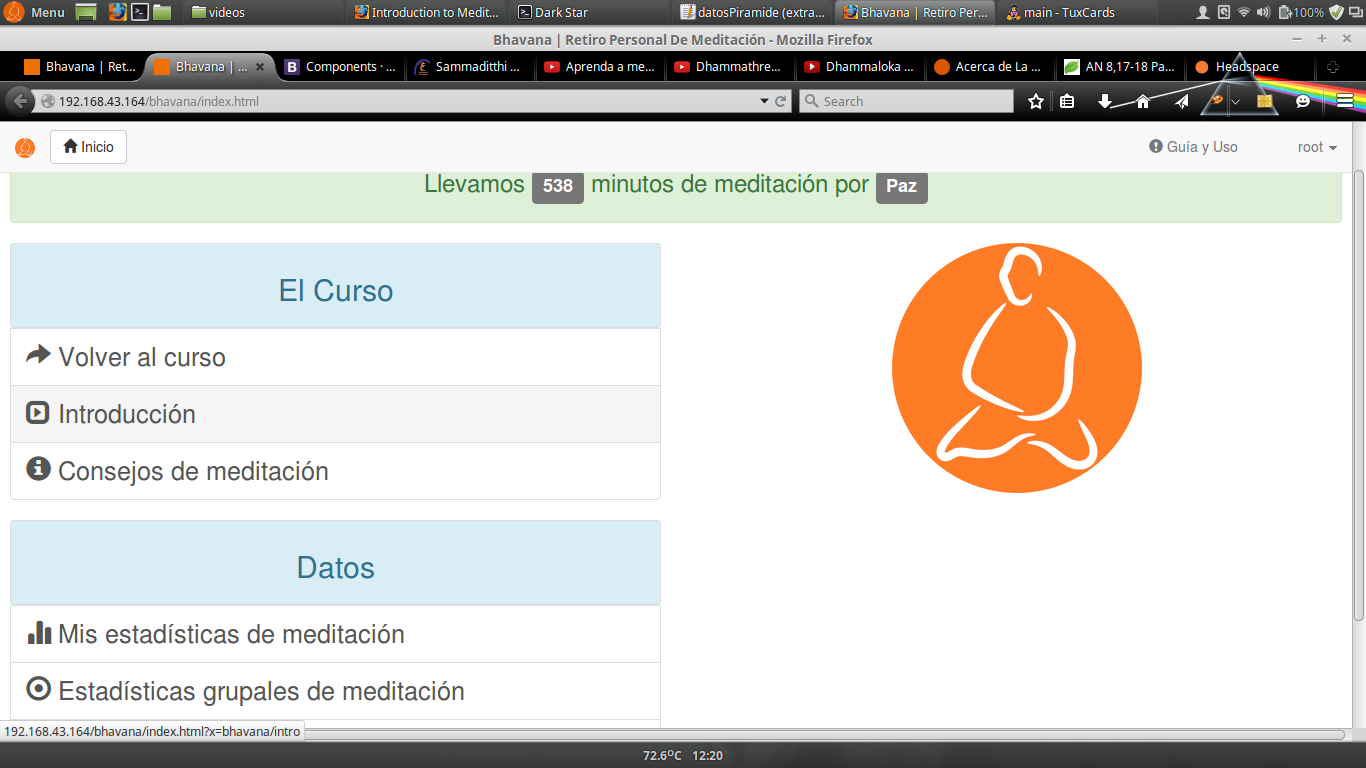 Menu videos Introduction to Medit... Dark Star datosPiramide (extra... Bhavana | Retiro Per... main - TuxCards 100%
Bhavana | Retiro Personal De Meditación - Mozilla Firefox
Bhavana | Ret... Bhavana | ... Components · ... Sammaditthi ... Aprenda a me... Dhammathre... Dhammaloka ... Acerca de La ... AN 8,17-18 Pa... Headspace
192.168.43.164/bhavana/index.html Search
Inicio Guía y Uso root
Llevamos 538 minutos de meditación por Paz
El Curso
Volver al curso
Introducción
Consejos de meditación
Datos
Mis estadísticas de meditación
Estadísticas grupales de meditación
192.168.43.164/bhavana/index.html?x=bhavana/intro
72.6ºC 12:20